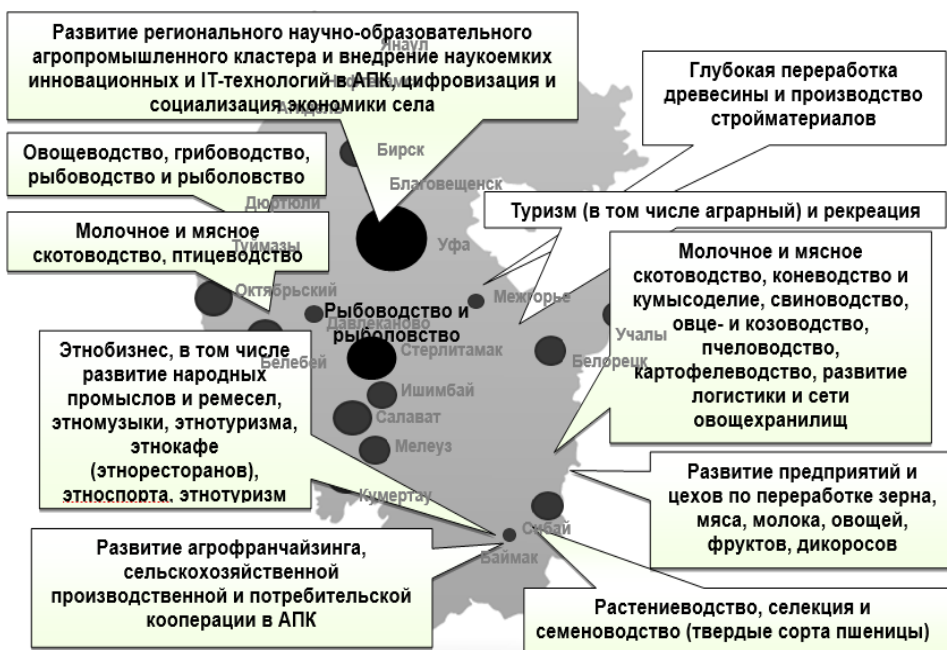 Развитие регионального научно-образовательного
агропромышленного кластера и внедрение наукоемких
инновационных и IT-технологий в АПК, цифровизация и
социализация экономики села
Янаул
Нефтекамск
Агидель
Глубокая переработка
древесины и производство
стройматериалов
Овощеводство, грибоводство,
рыбоводство и рыболовство
Бирск
Благовещенск
Дюртюли
Туризм (в том числе аграрный) и рекреация
Молочное и мясное
скотоводство, птицеводство
Туймазы
Уфа
Молочное и мясное
скотоводство, коневодство и
кумысоделие, свиноводство,
овце- и козоводство,
пчеловодство,
картофелеводство, развитие
логистики и сети
овощехранилищ
Октябрьский
Межгорье
Рыбоводство и
рыболовство
Давлеканово
Учалы
Стерлитамак
Белебей
Белорецк
Этнобизнес, в том числе
развитие народных
промыслов и ремесел,
этномузыки, этнотуризма,
этнокафе
(этноресторанов),
этноспорта, этнотуризм
Ишимбай
Салават
Мелеуз
Кумертау
Развитие предприятий и
цехов по переработке зерна,
мяса, молока, овощей,
фруктов, дикоросов
Сибай
Баймак
Развитие агрофранчайзинга,
сельскохозяйственной
производственной и потребительской
кооперации в АПК
Растениеводство, селекция и
семеноводство (твердые сорта пшеницы)